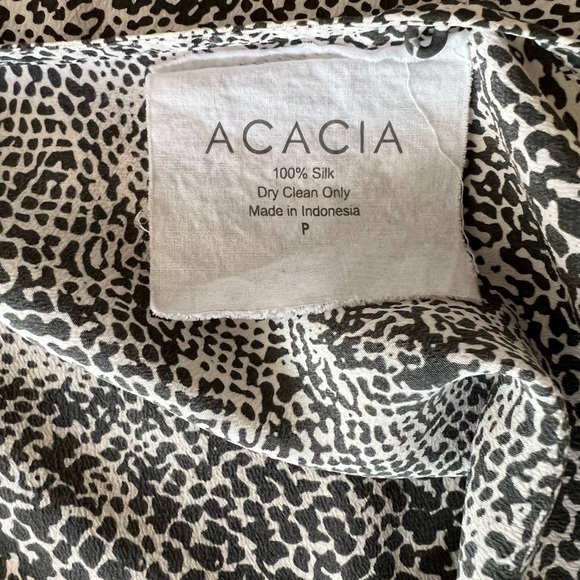 ACACIA
100% Silk
Dry Clean Only
Made in Indonesia
P